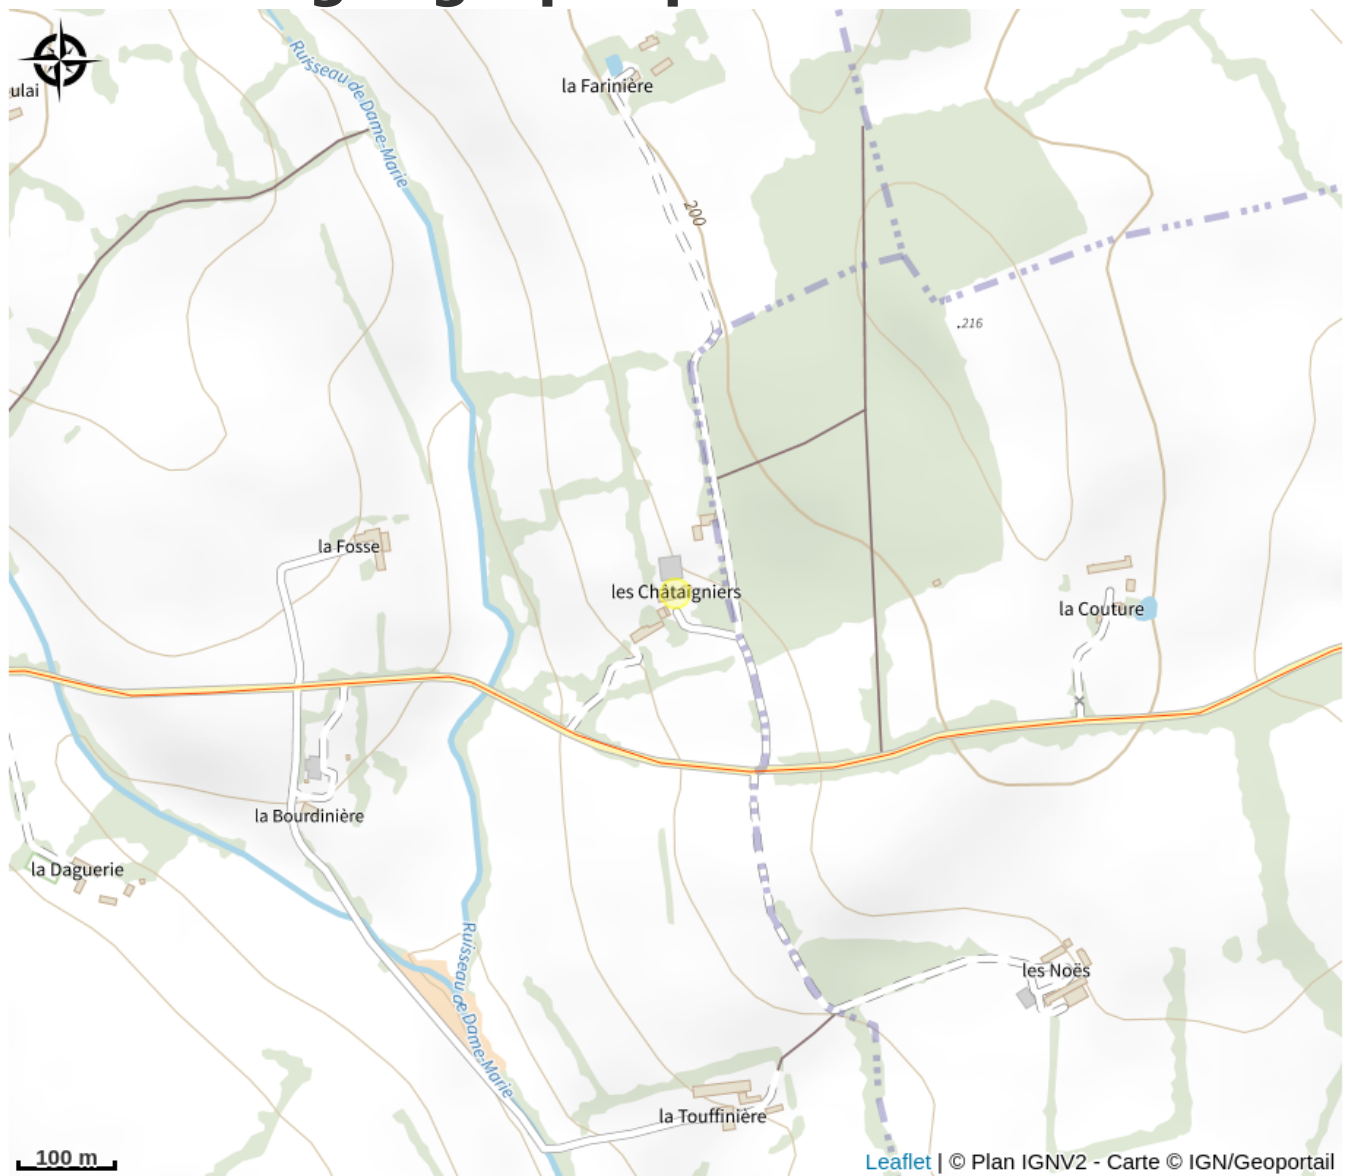 Ruisseau de Dame-Marie
la Farinière
ulai
200
.216
la Fosse
les Châtaigniers
la Couture
la Bourdinière
la Daguerie
Ruisseau de Dame-Marie
les Noës
la Touffinière
100 m
Leaflet | © Plan IGNV2 - Carte © IGN/Geoportail